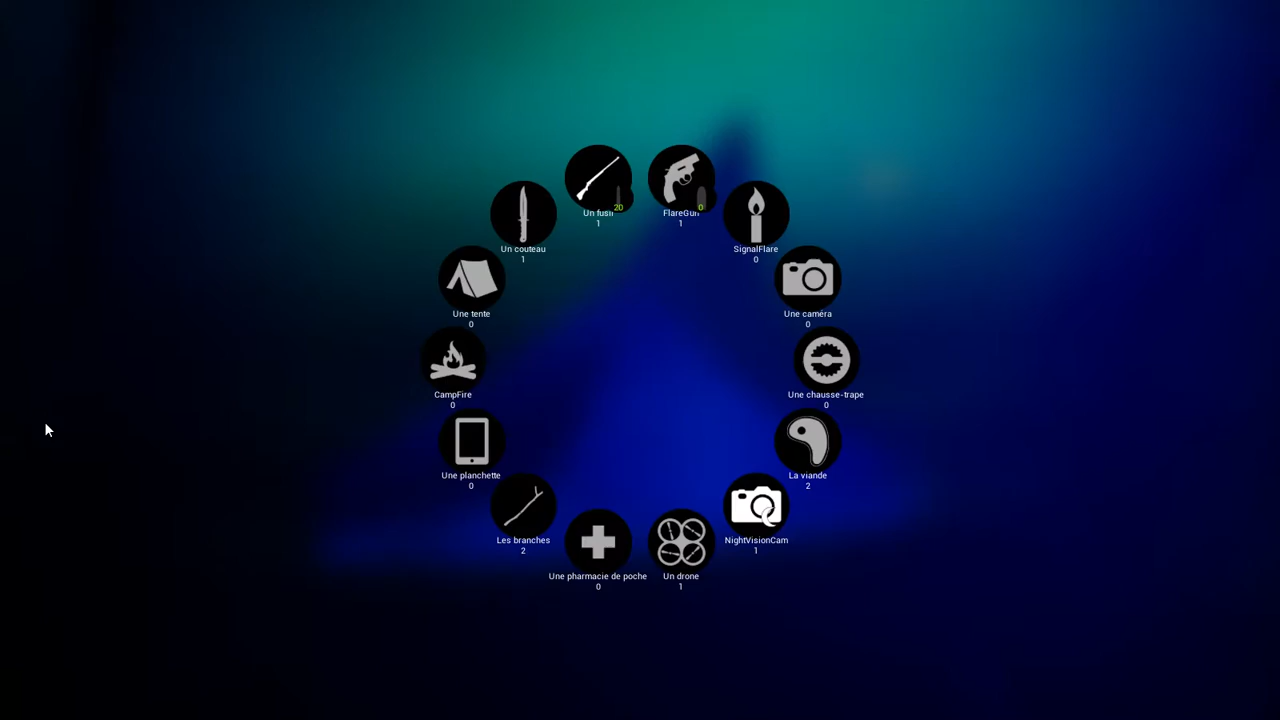 20
Un fusil
1
0
FlareGun
1
Un couteau
1
SignalFlare
0
Une tente
0
Une caméra
0
CampFire
0
Une chausse-trape
0
Une planchette
0
La viande
2
Les branches
2
NightVisionCam
1
Une pharmacie de poche
0
Un drone
1